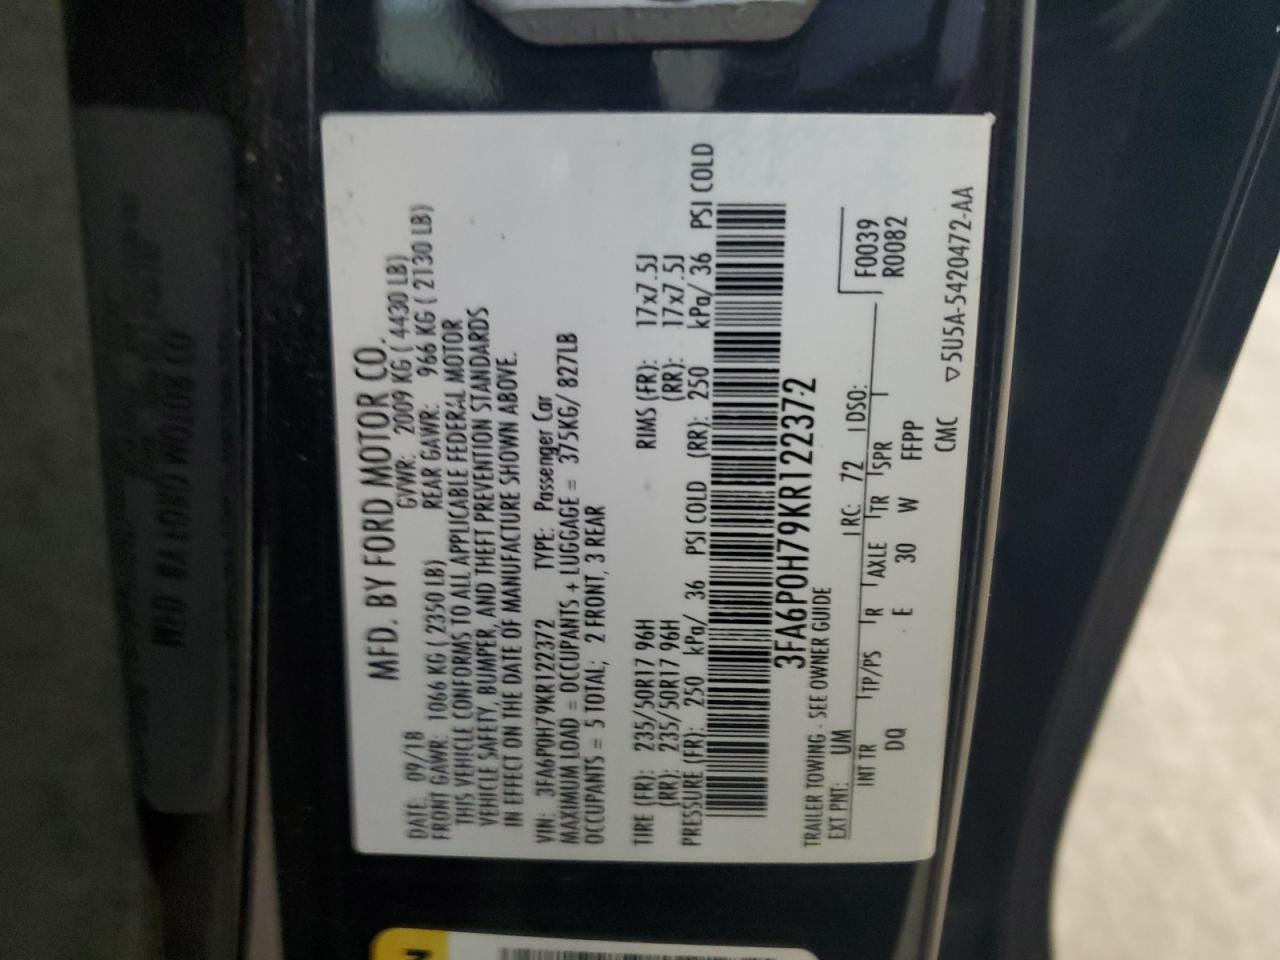 MFD. BY FORD MOTOR CO.
DATE: 09/18 GVWR: 2009 KG ( 4430 LB)
FRONT GAWR: 1066 KG ( 2350 LB) REAR GAWR: 966 KG ( 2130 LB)
THIS VEHICLE CONFORMS TO ALL APPLICABLE FEDERAL MOTOR
VEHICLE SAFETY, BUMPER, AND THEFT PREVENTION STANDARDS
IN EFFECT ON THE DATE OF MANUFACTURE SHOWN ABOVE.
VIN: 3FA6P0H79KR122372 TYPE: Passenger Car
MAXIMUM LOAD = OCCUPANTS + LUGGAGE = 375KG/ 827LB
OCCUPANTS = 5 TOTAL; 2 FRONT, 3 REAR
TIRE (FR): 235/50R17 96H RIMS (FR): 17x7.5J
(RR): 235/50R17 96H (RR): 17x7.5J
PRESSURE (FR): 250 kPa/ 36 PSI COLD (RR): 250 kPa/ 36 PSI COLD
3FA6P0H79KR122372
TRAILER TOWING - SEE OWNER GUIDE
EXT PNT: UM RC: 72 DSO:
INT TR TP/PS R AXLE TR SPR
DQ E 30 W FFPP
F0039
R0082
CMC
▽5U5A-5420472-AA
N